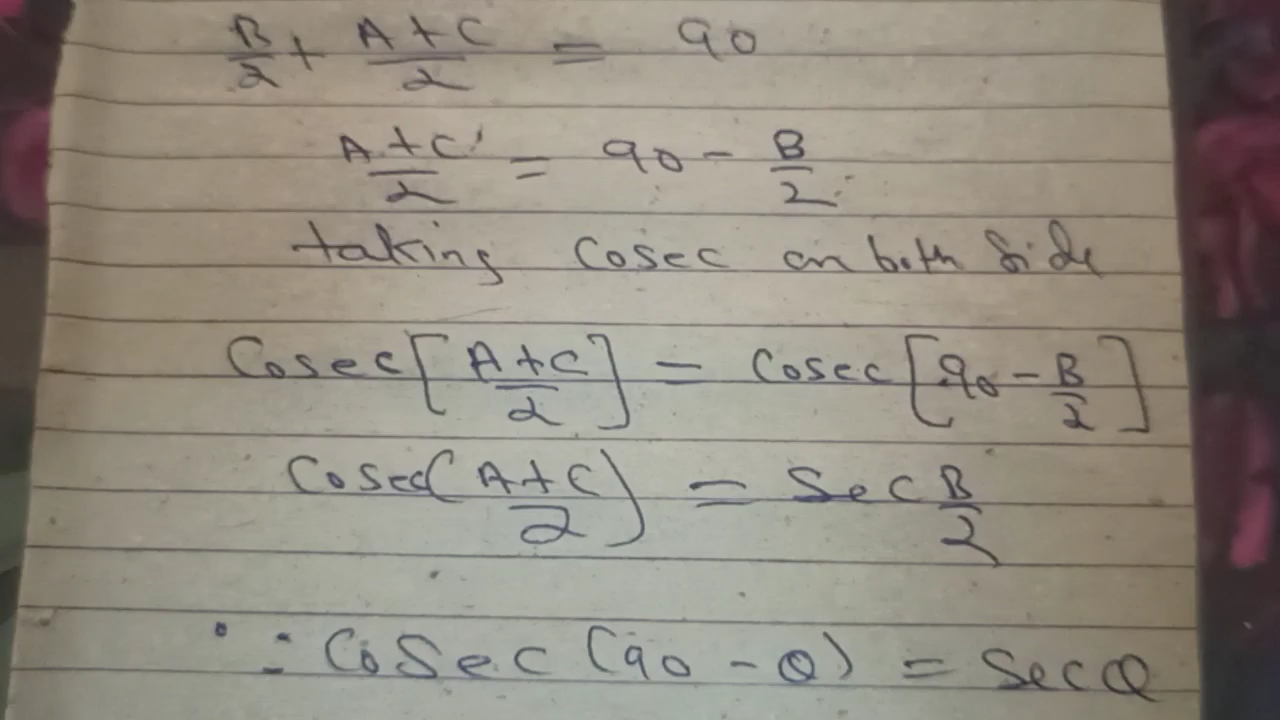 B/2 + A+C/2 = 90
A+C/2 = 90 - B/2
taking Cosec on both Side
Cosec[A+C/2] = Cosec[90 - B/2]
Cosec(A+C/2) = Sec B/2
∵ CoSec (90 - θ) = Sec θ